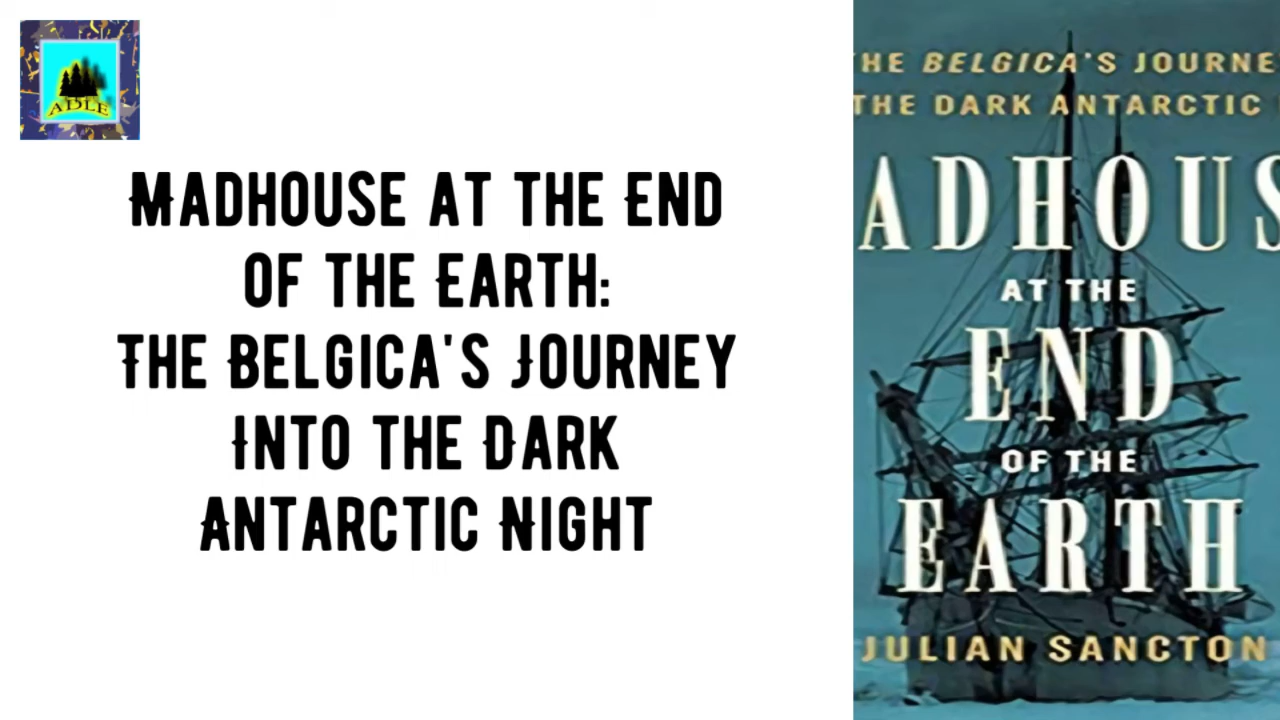 ADLE
MADHOUSE AT THE END
OF THE EARTH:
THE BELGICA'S JOURNEY
INTO THE DARK
ANTARCTIC NIGHT
HE BELGICA'S JOURNE
THE DARK ANTARCTIC
ADHOUS
AT THE
END
OF THE
EARTH
JULIAN SANCTON